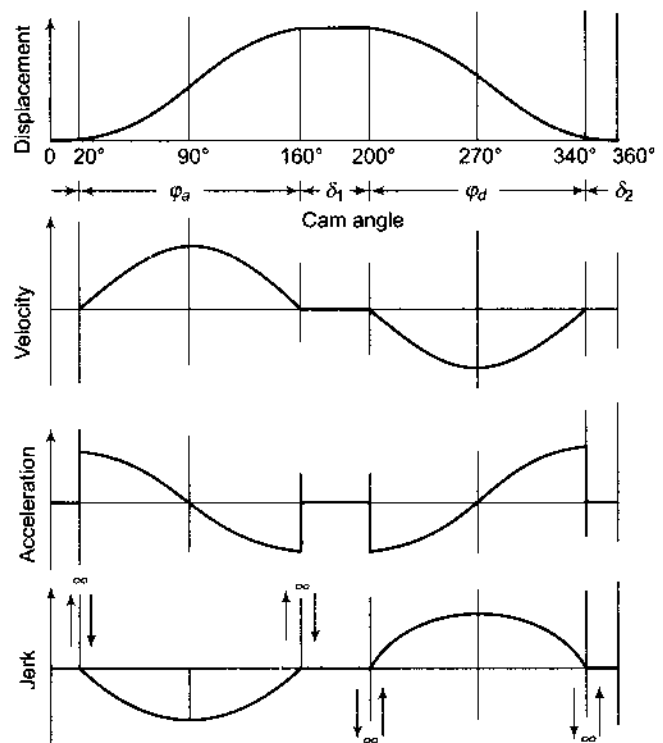 Displacement
0 20° 90° 160° 200° 270° 340° 360°
φa δ1 φd δ2
Cam angle
Velocity
Acceleration
∞ ∞
Jerk
∞ ∞